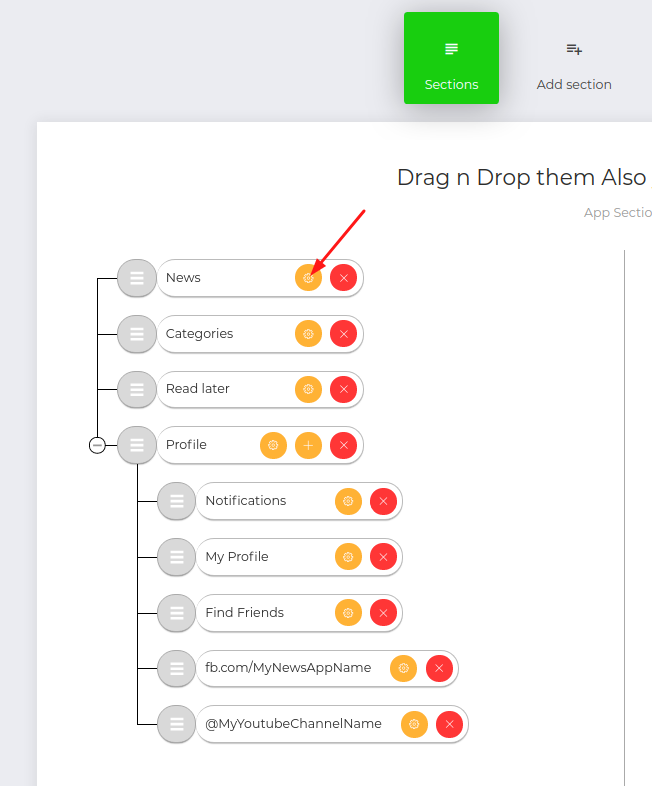 Sections
Add section
Drag n Drop them Also
App Sectio
News
Categories
Read later
Profile
Notifications
My Profile
Find Friends
fb.com/MyNewsAppName
@MyYoutubeChannelName